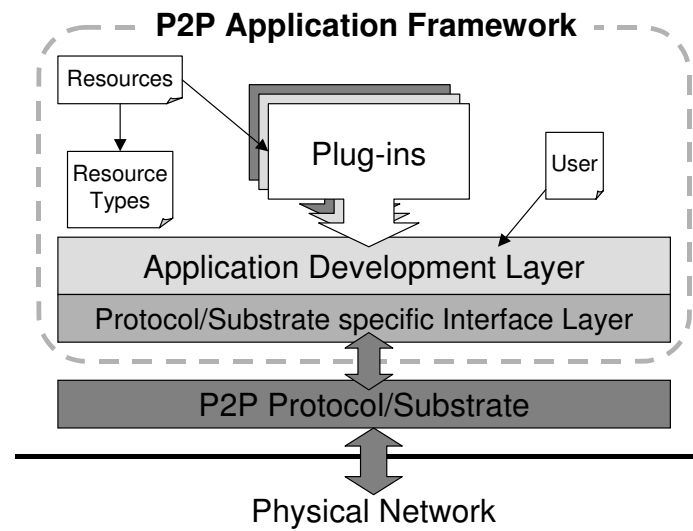 P2P Application Framework
Resources
Plug-ins
User
Resource
Types
Application Development Layer
Protocol/Substrate specific Interface Layer
P2P Protocol/Substrate
Physical Network